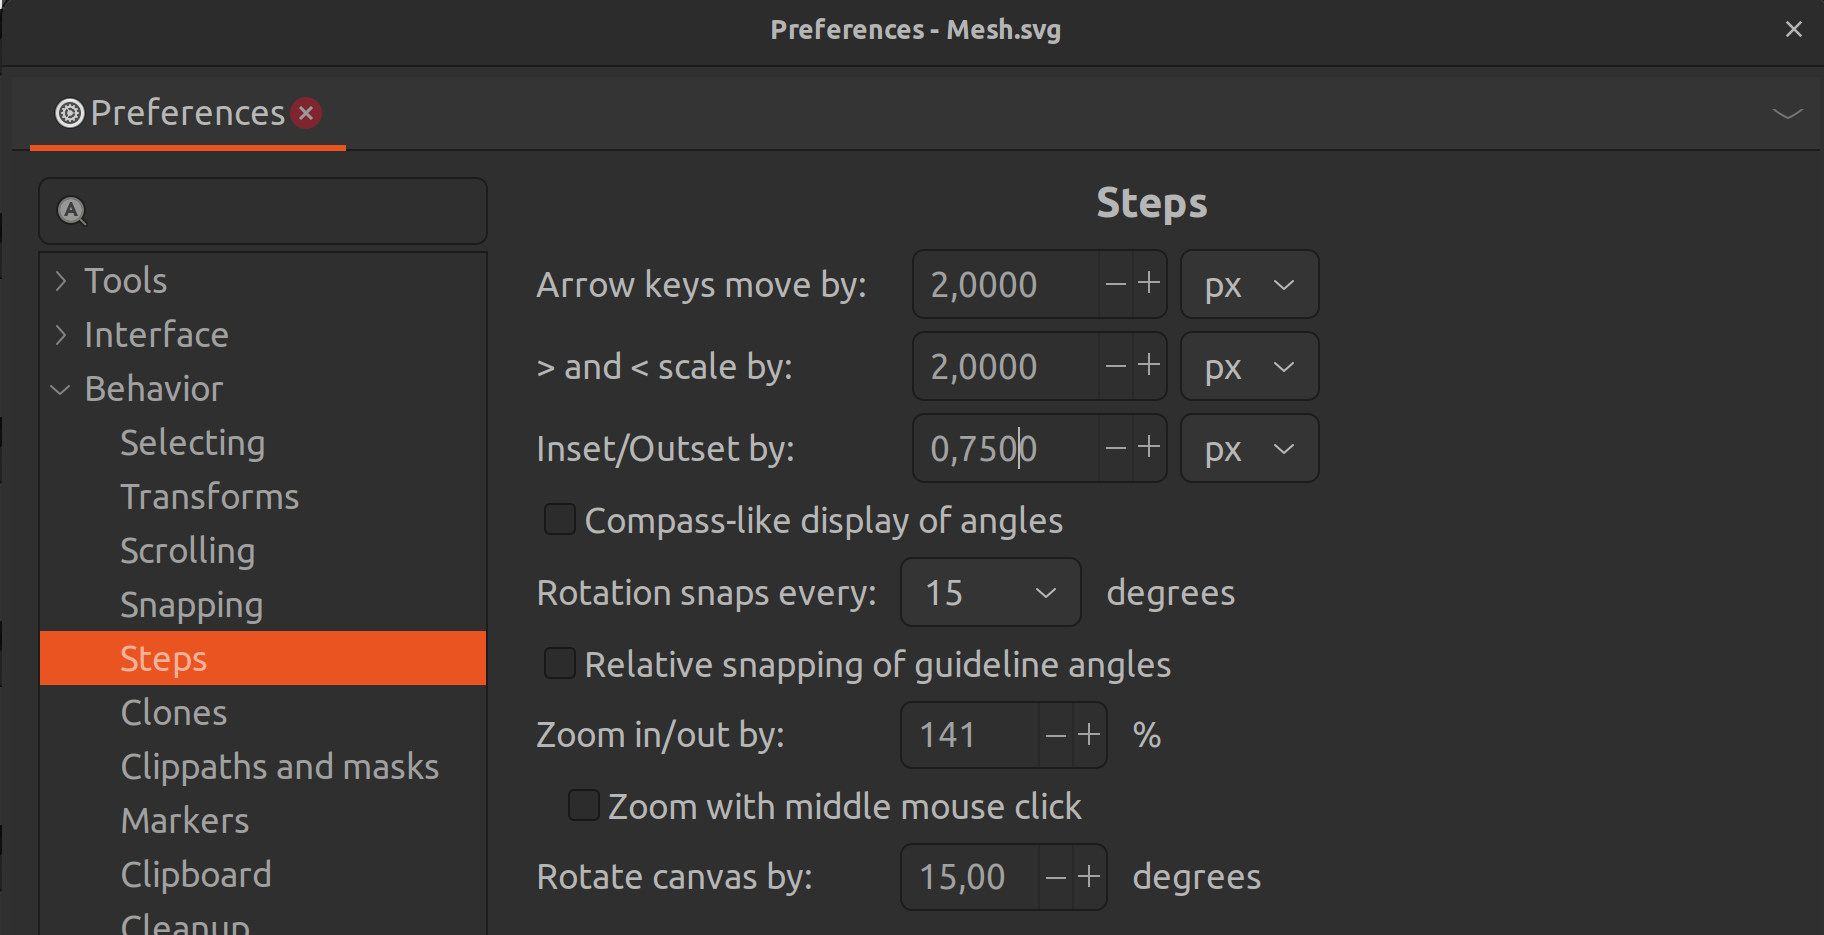 Preferences - Mesh.svg
Preferences
Steps
Tools
Interface
Behavior
Selecting
Transforms
Scrolling
Snapping
Steps
Clones
Clippaths and masks
Markers
Clipboard
Cleanup
Arrow keys move by: 2,0000 px
> and < scale by: 2,0000 px
Inset/Outset by: 0,7500 px
Compass-like display of angles
Rotation snaps every: 15 degrees
Relative snapping of guideline angles
Zoom in/out by: 141 %
Zoom with middle mouse click
Rotate canvas by: 15,00 degrees